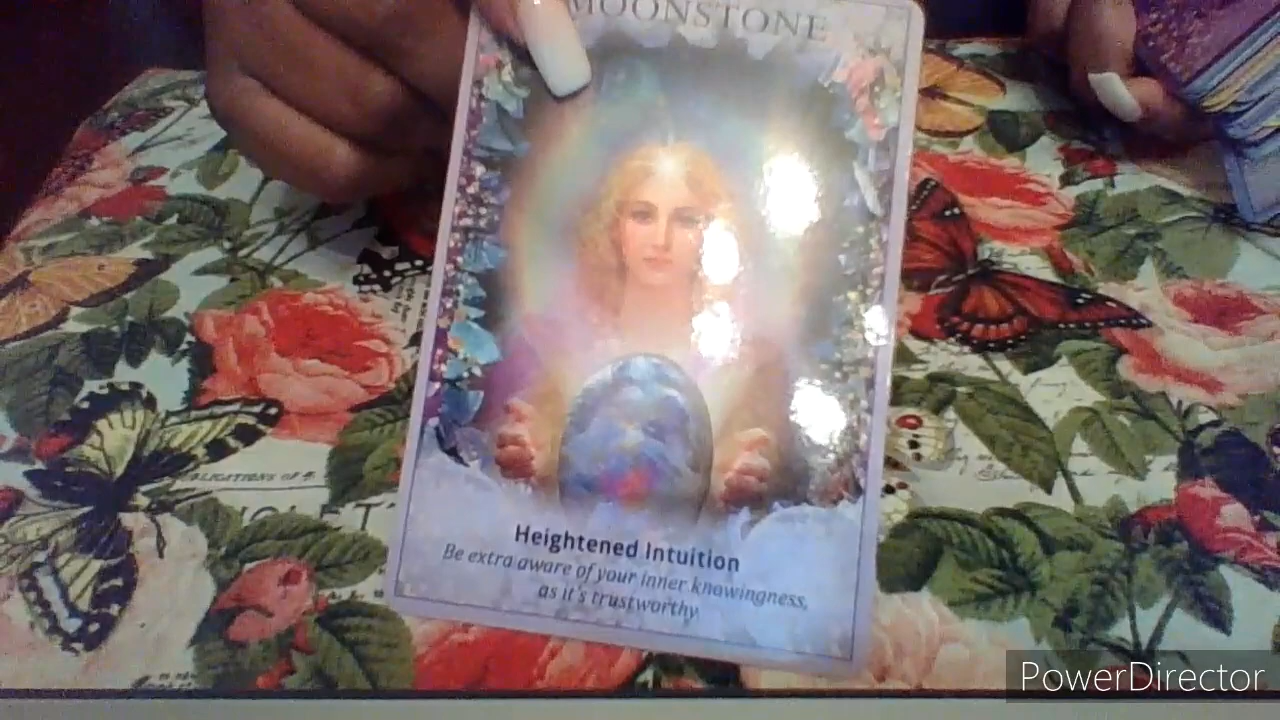 MOONSTONE
Heightened Intuition
Be extra aware of your inner knowingness,
as it's trustworthy.
PowerDirector